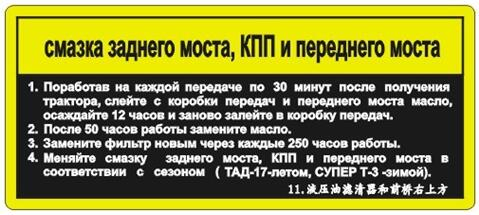 смазка заднего моста, КПП и переднего моста
1. Поработав на каждой передаче по 30 минут после получения
трактора, слейте с коробки передач и переднего моста масло,
осаждайте 12 часов и заново залейте в коробку передач.
2. После 50 часов работы замените масло.
3. Замените фильтр новым через каждые 250 часов работы.
4. Меняйте смазку заднего моста, КПП и переднего моста в
соответствии с сезоном ( ТАД-17-летом, СУПЕР Т-3 -зимой).
11.液压油滤清器和前桥右上方